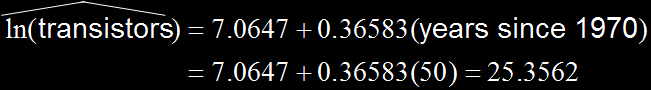 ln(transistors) = 7.0647 + 0.36583(years since 1970)
= 7.0647 + 0.36583(50) = 25.3562